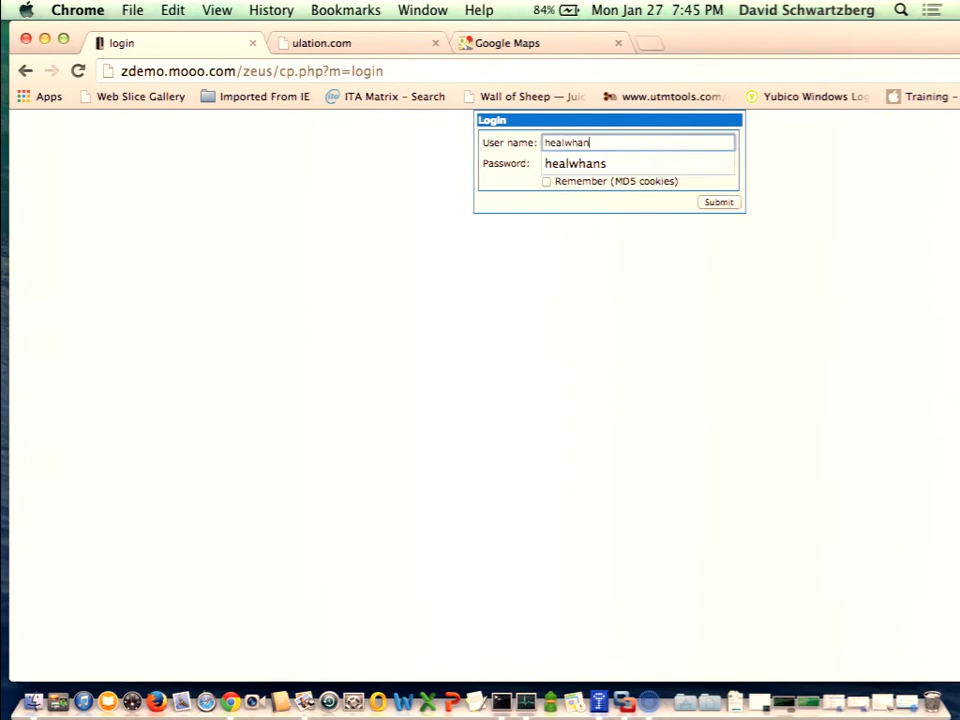 Chrome File Edit View History Bookmarks Window Help 84% Mon Jan 27 7:45 PM David Schwartzberg
login ulation.com Google Maps
zdemo.mooo.com/zeus/cp.php?m=login
Apps Web Slice Gallery Imported From IE ITA Matrix – Search Wall of Sheep — Juic www.utmtools.com/ Yubico Windows Log Training –
Login
User name: healwhan
Password: healwhans
Remember (MD5 cookies)
Submit